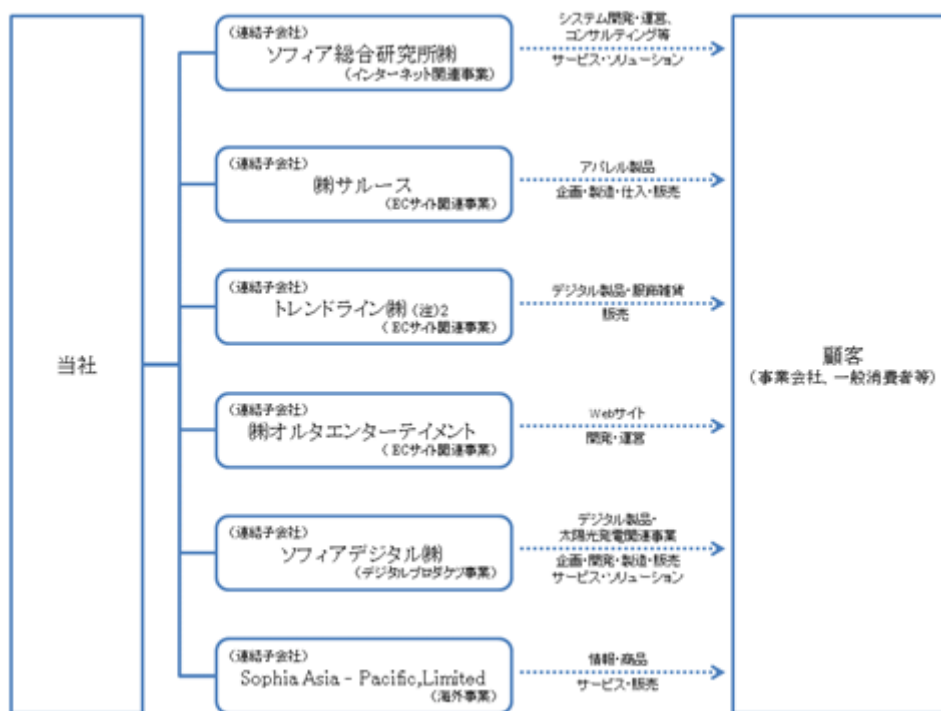 当社
(連結子会社)
ソフィア総合研究所㈱
(インターネット関連事業)
システム開発・運営、
コンサルティング等
サービス・ソリューション
(連結子会社)
㈱サルース
(ECサイト関連事業)
アパレル製品
企画・製造・仕入・販売
(連結子会社)
トレンドライン㈱ (注)2
(ECサイト関連事業)
デジタル製品・服飾雑貨
販売
(連結子会社)
㈱オルタエンターテイメント
(ECサイト関連事業)
Webサイト
開発・運営
(連結子会社)
ソフィアデジタル㈱
(デジタルプロダクツ事業)
デジタル製品・
太陽光発電関連事業
企画・開発・製造・販売
サービス・ソリューション
(連結子会社)
Sophia Asia - Pacific,Limited
(海外事業)
情報・商品
サービス・販売
顧客
(事業会社、一般消費者等)